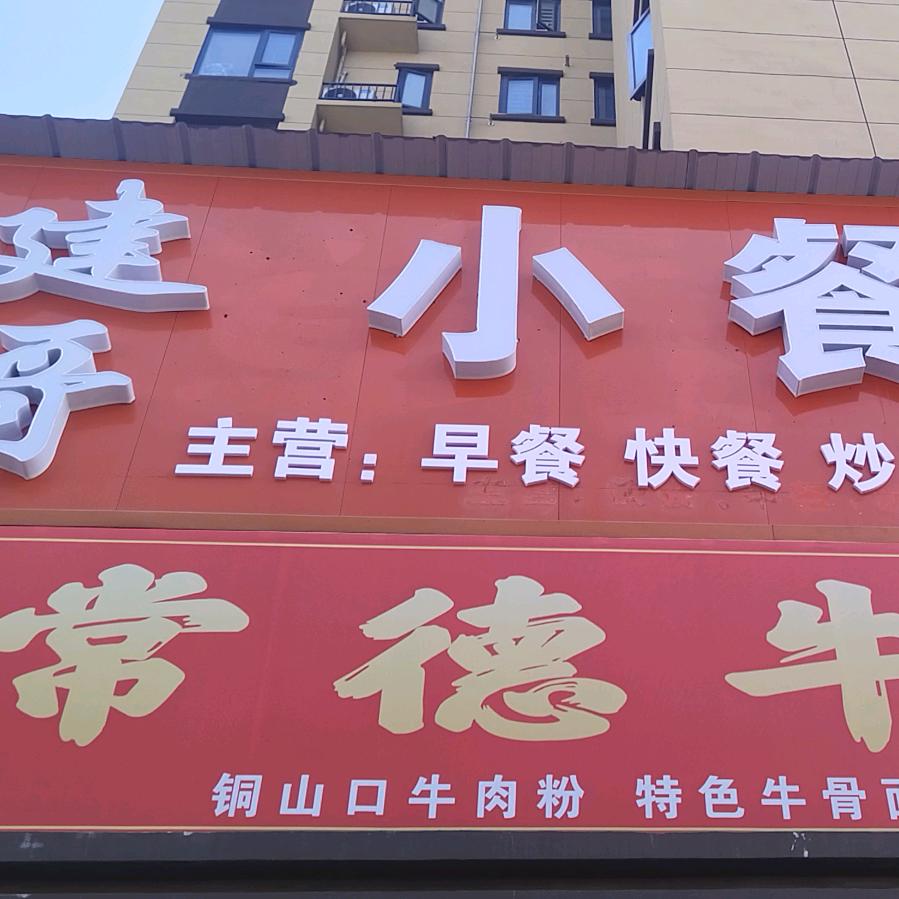 建 小餐
哥
主营：早餐 快餐 炒
常德牛
铜山口牛肉粉 特色牛骨